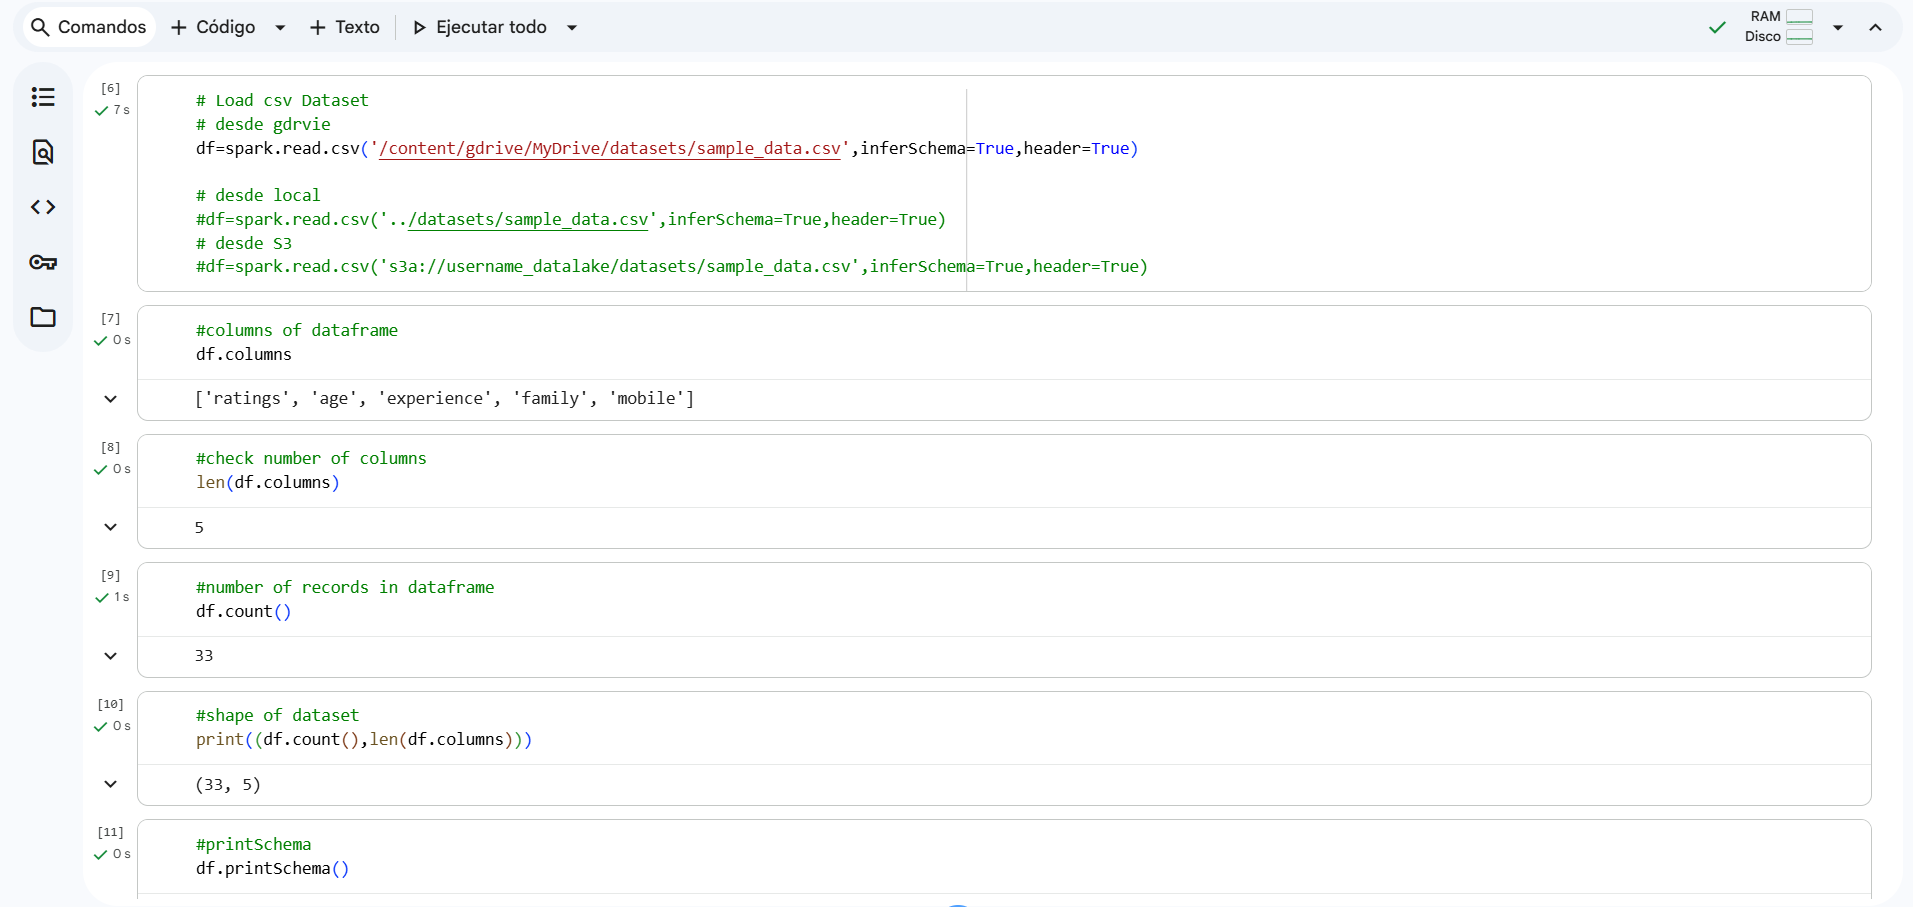 Comandos + Código + Texto Ejecutar todo RAM
Disco
[6]
7 s
# Load csv Dataset
# desde gdrvie
df=spark.read.csv('/content/gdrive/MyDrive/datasets/sample_data.csv',inferSchema=True,header=True)
# desde local
#df=spark.read.csv('../datasets/sample_data.csv',inferSchema=True,header=True)
# desde S3
#df=spark.read.csv('s3a://username_datalake/datasets/sample_data.csv',inferSchema=True,header=True)
[7]
0 s
#columns of dataframe
df.columns
['ratings', 'age', 'experience', 'family', 'mobile']
[8]
0 s
#check number of columns
len(df.columns)
5
[9]
1 s
#number of records in dataframe
df.count()
33
[10]
0 s
#shape of dataset
print((df.count(),len(df.columns)))
(33, 5)
[11]
0 s
#printSchema
df.printSchema()